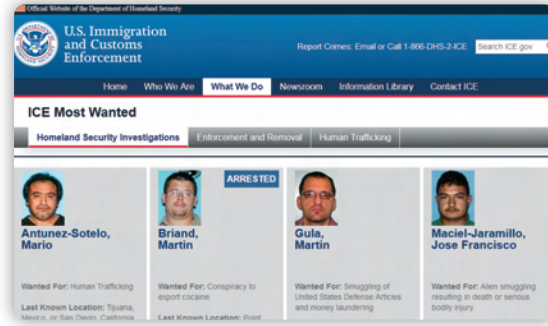 Official Website of the Department of Homeland Security
U.S. Immigration
and Customs
Enforcement
Report Crimes: Email or Call 1-866-DHS-2-ICE
Search ICE gov
Home Who We Are What We Do Newsroom Information Library Contact ICE
ICE Most Wanted
Homeland Security Investigations Enforcement and Removal Human Trafficking
ARRESTED
Antunez-Sotelo,
Mario
Wanted For: Human Trafficking
Last Known Location: Tijuana,
Mexico, or San Diego, California
Briand,
Martin
Wanted For: Conspiracy to
export cocaine
Last Known Location: Point
Gula,
Martin
Wanted For: Smuggling of
United States Defense Articles
and money laundering
Maciel-Jaramillo,
Jose Francisco
Wanted For: Alien smuggling
resulting in death or serious
bodily injury